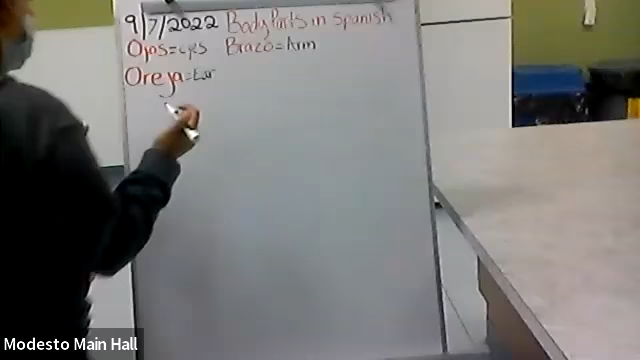 9/7/2022 Body Parts in Spanish
Ojos=eyes Brazo=Arm
Oreja=Ear
Modesto Main Hall